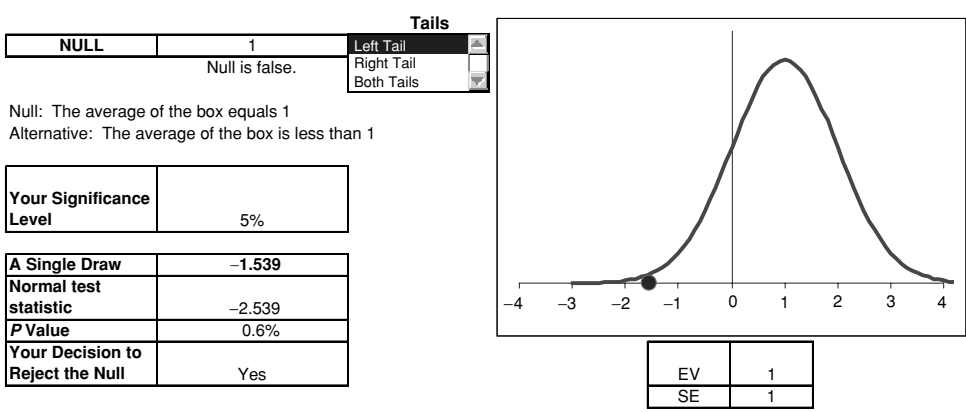 Tails
NULL 1
Left Tail
Right Tail
Both Tails
Null is false.
Null: The average of the box equals 1
Alternative: The average of the box is less than 1
Your Significance
Level 5%
A Single Draw −1.539
Normal test
statistic −2.539
P Value 0.6%
Your Decision to
Reject the Null Yes
−4 −3 −2 −1 0 1 2 3 4
EV 1
SE 1